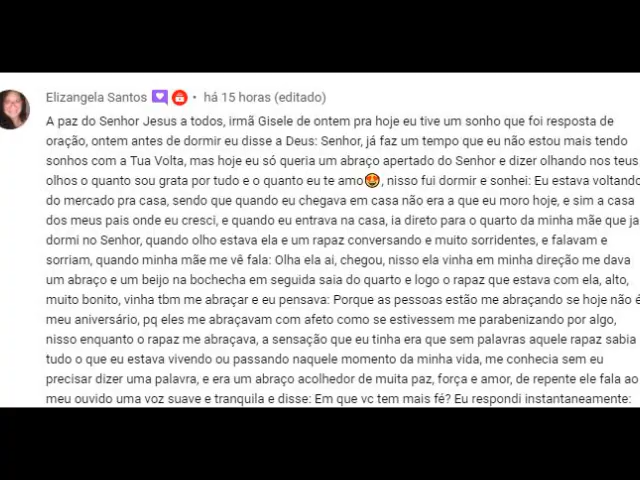 Elizangela Santos • há 15 horas (editado)
A paz do Senhor Jesus a todos, irmã Gisele de ontem pra hoje eu tive um sonho que foi resposta de
oração, ontem antes de dormir eu disse a Deus: Senhor, já faz um tempo que eu não estou mais tendo
sonhos com a Tua Volta, mas hoje eu só queria um abraço apertado do Senhor e dizer olhando nos teus
olhos o quanto sou grata por tudo e o quanto eu te amo🤩, nisso fui dormir e sonhei: Eu estava voltando
do mercado pra casa, sendo que quando eu chegava em casa não era a que eu moro hoje, e sim a casa
dos meus pais onde eu cresci, e quando eu entrava na casa, ia direto para o quarto da minha mãe que ja
dormi no Senhor, quando olho estava ela e um rapaz conversando e muito sorridentes, e falavam e
sorriam, quando minha mãe me vê fala: Olha ela ai, chegou, nisso ela vinha em minha direção me dava
um abraço e um beijo na bochecha em seguida saia do quarto e logo o rapaz que estava com ela, alto,
muito bonito, vinha tbm me abraçar e eu pensava: Porque as pessoas estão me abraçando se hoje não é
meu aniversário, pq eles me abraçavam com afeto como se estivessem me parabenizando por algo,
nisso enquanto o rapaz me abraçava, a sensação que eu tinha era que sem palavras aquele rapaz sabia
tudo o que eu estava vivendo ou passando naquele momento da minha vida, me conhecia sem eu
precisar dizer uma palavra, e era um abraço acolhedor de muita paz, força e amor, de repente ele fala ao
meu ouvido uma voz suave e tranquila e disse: Em que vc tem mais fé? Eu respondi instantaneamente: